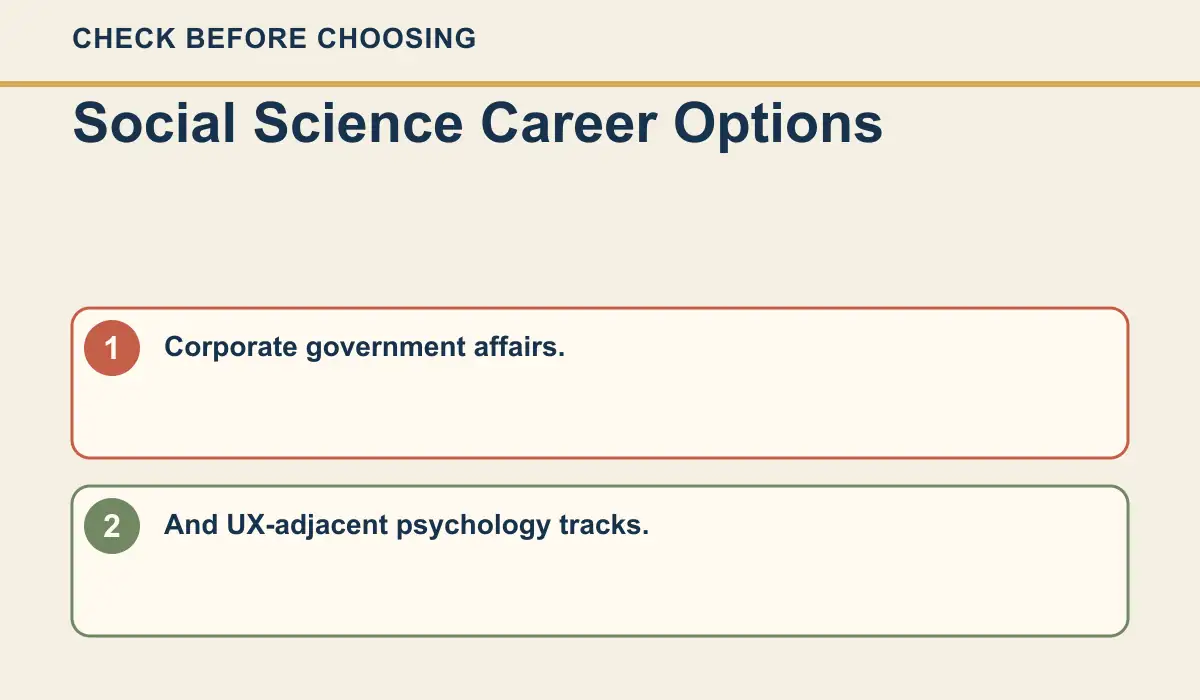 CHECK BEFORE CHOOSING
Social Science Career Options
1
Corporate government affairs.
2
And UX-adjacent psychology tracks.